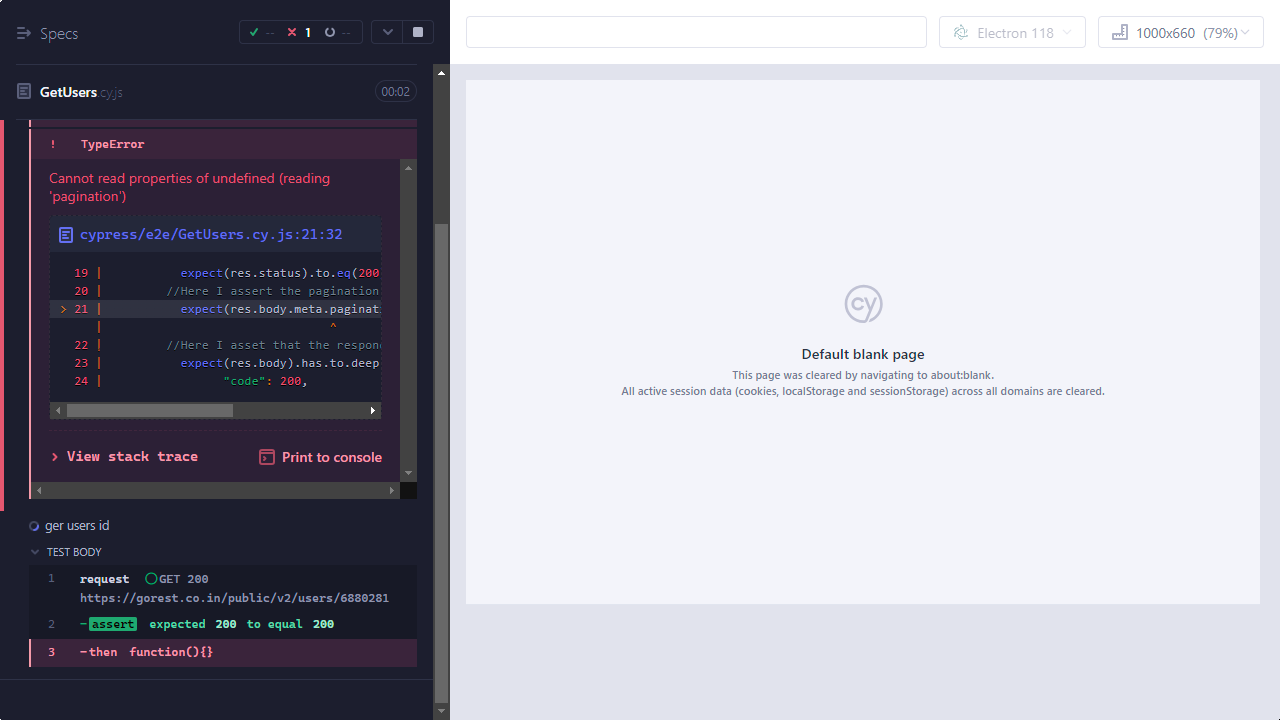 Specs
-- 1 --
Electron 118
1000x660 (79%)
GetUsers.cy.js
00:02
! TypeError
Cannot read properties of undefined (reading
'pagination')
cypress/e2e/GetUsers.cy.js:21:32
19 | expect(res.status).to.eq(200
20 | //Here I assert the pagination
> 21 | expect(res.body.meta.paginati
| ^
22 | //Here I asset that the respon
23 | expect(res.body).has.to.deep
24 | "code": 200,
> View stack trace
Print to console
ger users id
TEST BODY
1 request GET 200
https://gorest.co.in/public/v2/users/6880281
2 -assert expected 200 to equal 200
3 -then function(){}
cy
Default blank page
This page was cleared by navigating to about:blank.
All active session data (cookies, localStorage and sessionStorage) across all domains are cleared.